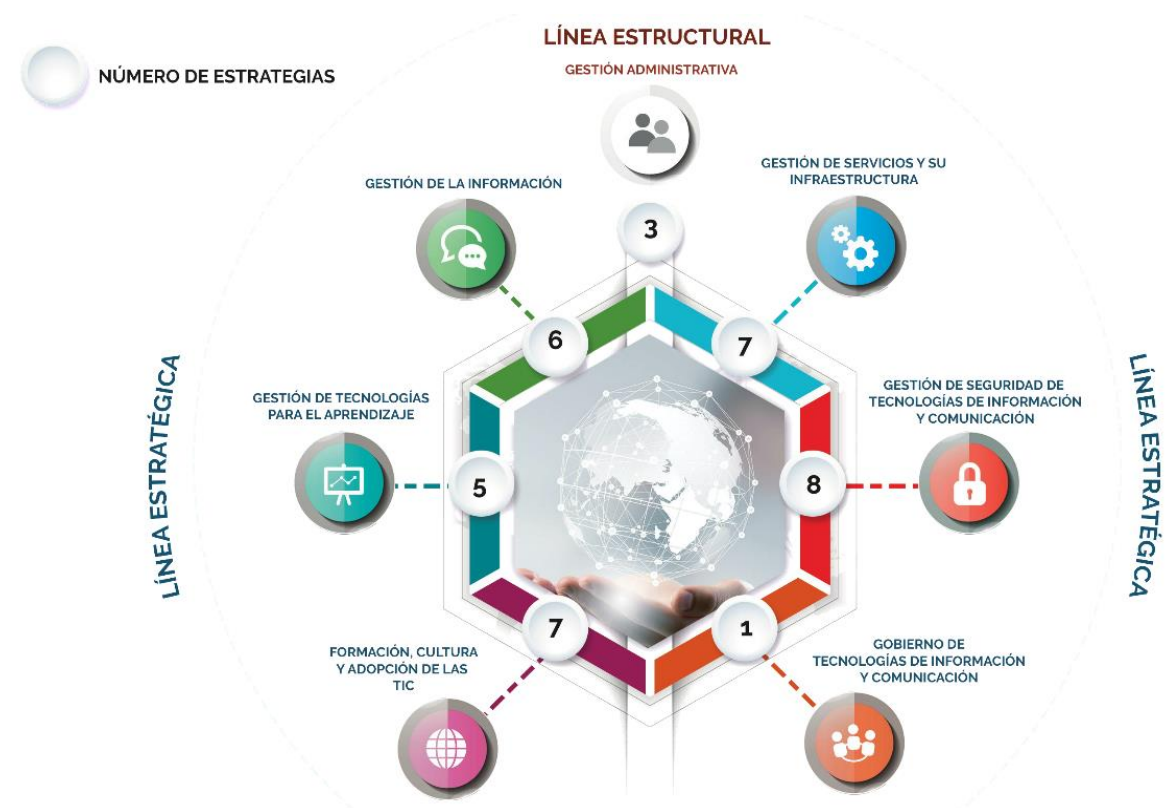 LÍNEA ESTRUCTURAL
GESTIÓN ADMINISTRATIVA
NÚMERO DE ESTRATEGIAS
GESTIÓN DE LA INFORMACIÓN
GESTIÓN DE SERVICIOS Y SU
INFRAESTRUCTURA
3
6
7
LÍNEA ESTRATÉGICA
GESTIÓN DE TECNOLOGÍAS
PARA EL APRENDIZAJE
GESTIÓN DE SEGURIDAD DE
TECNOLOGÍAS DE INFORMACIÓN
Y COMUNICACIÓN
LÍNEA ESTRATÉGICA
5
8
7
1
FORMACIÓN, CULTURA
Y ADOPCIÓN DE LAS
TIC
GOBIERNO DE
TECNOLOGÍAS DE INFORMACIÓN
Y COMUNICACIÓN